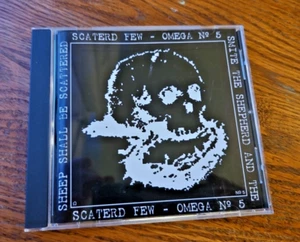 SCATERD FEW - OMEGA Nº 5
SMITE THE SHEPHERD AND THE
SHEEP SHALL BE SCATTERED
SCATERD FEW - OMEGA Nº 5